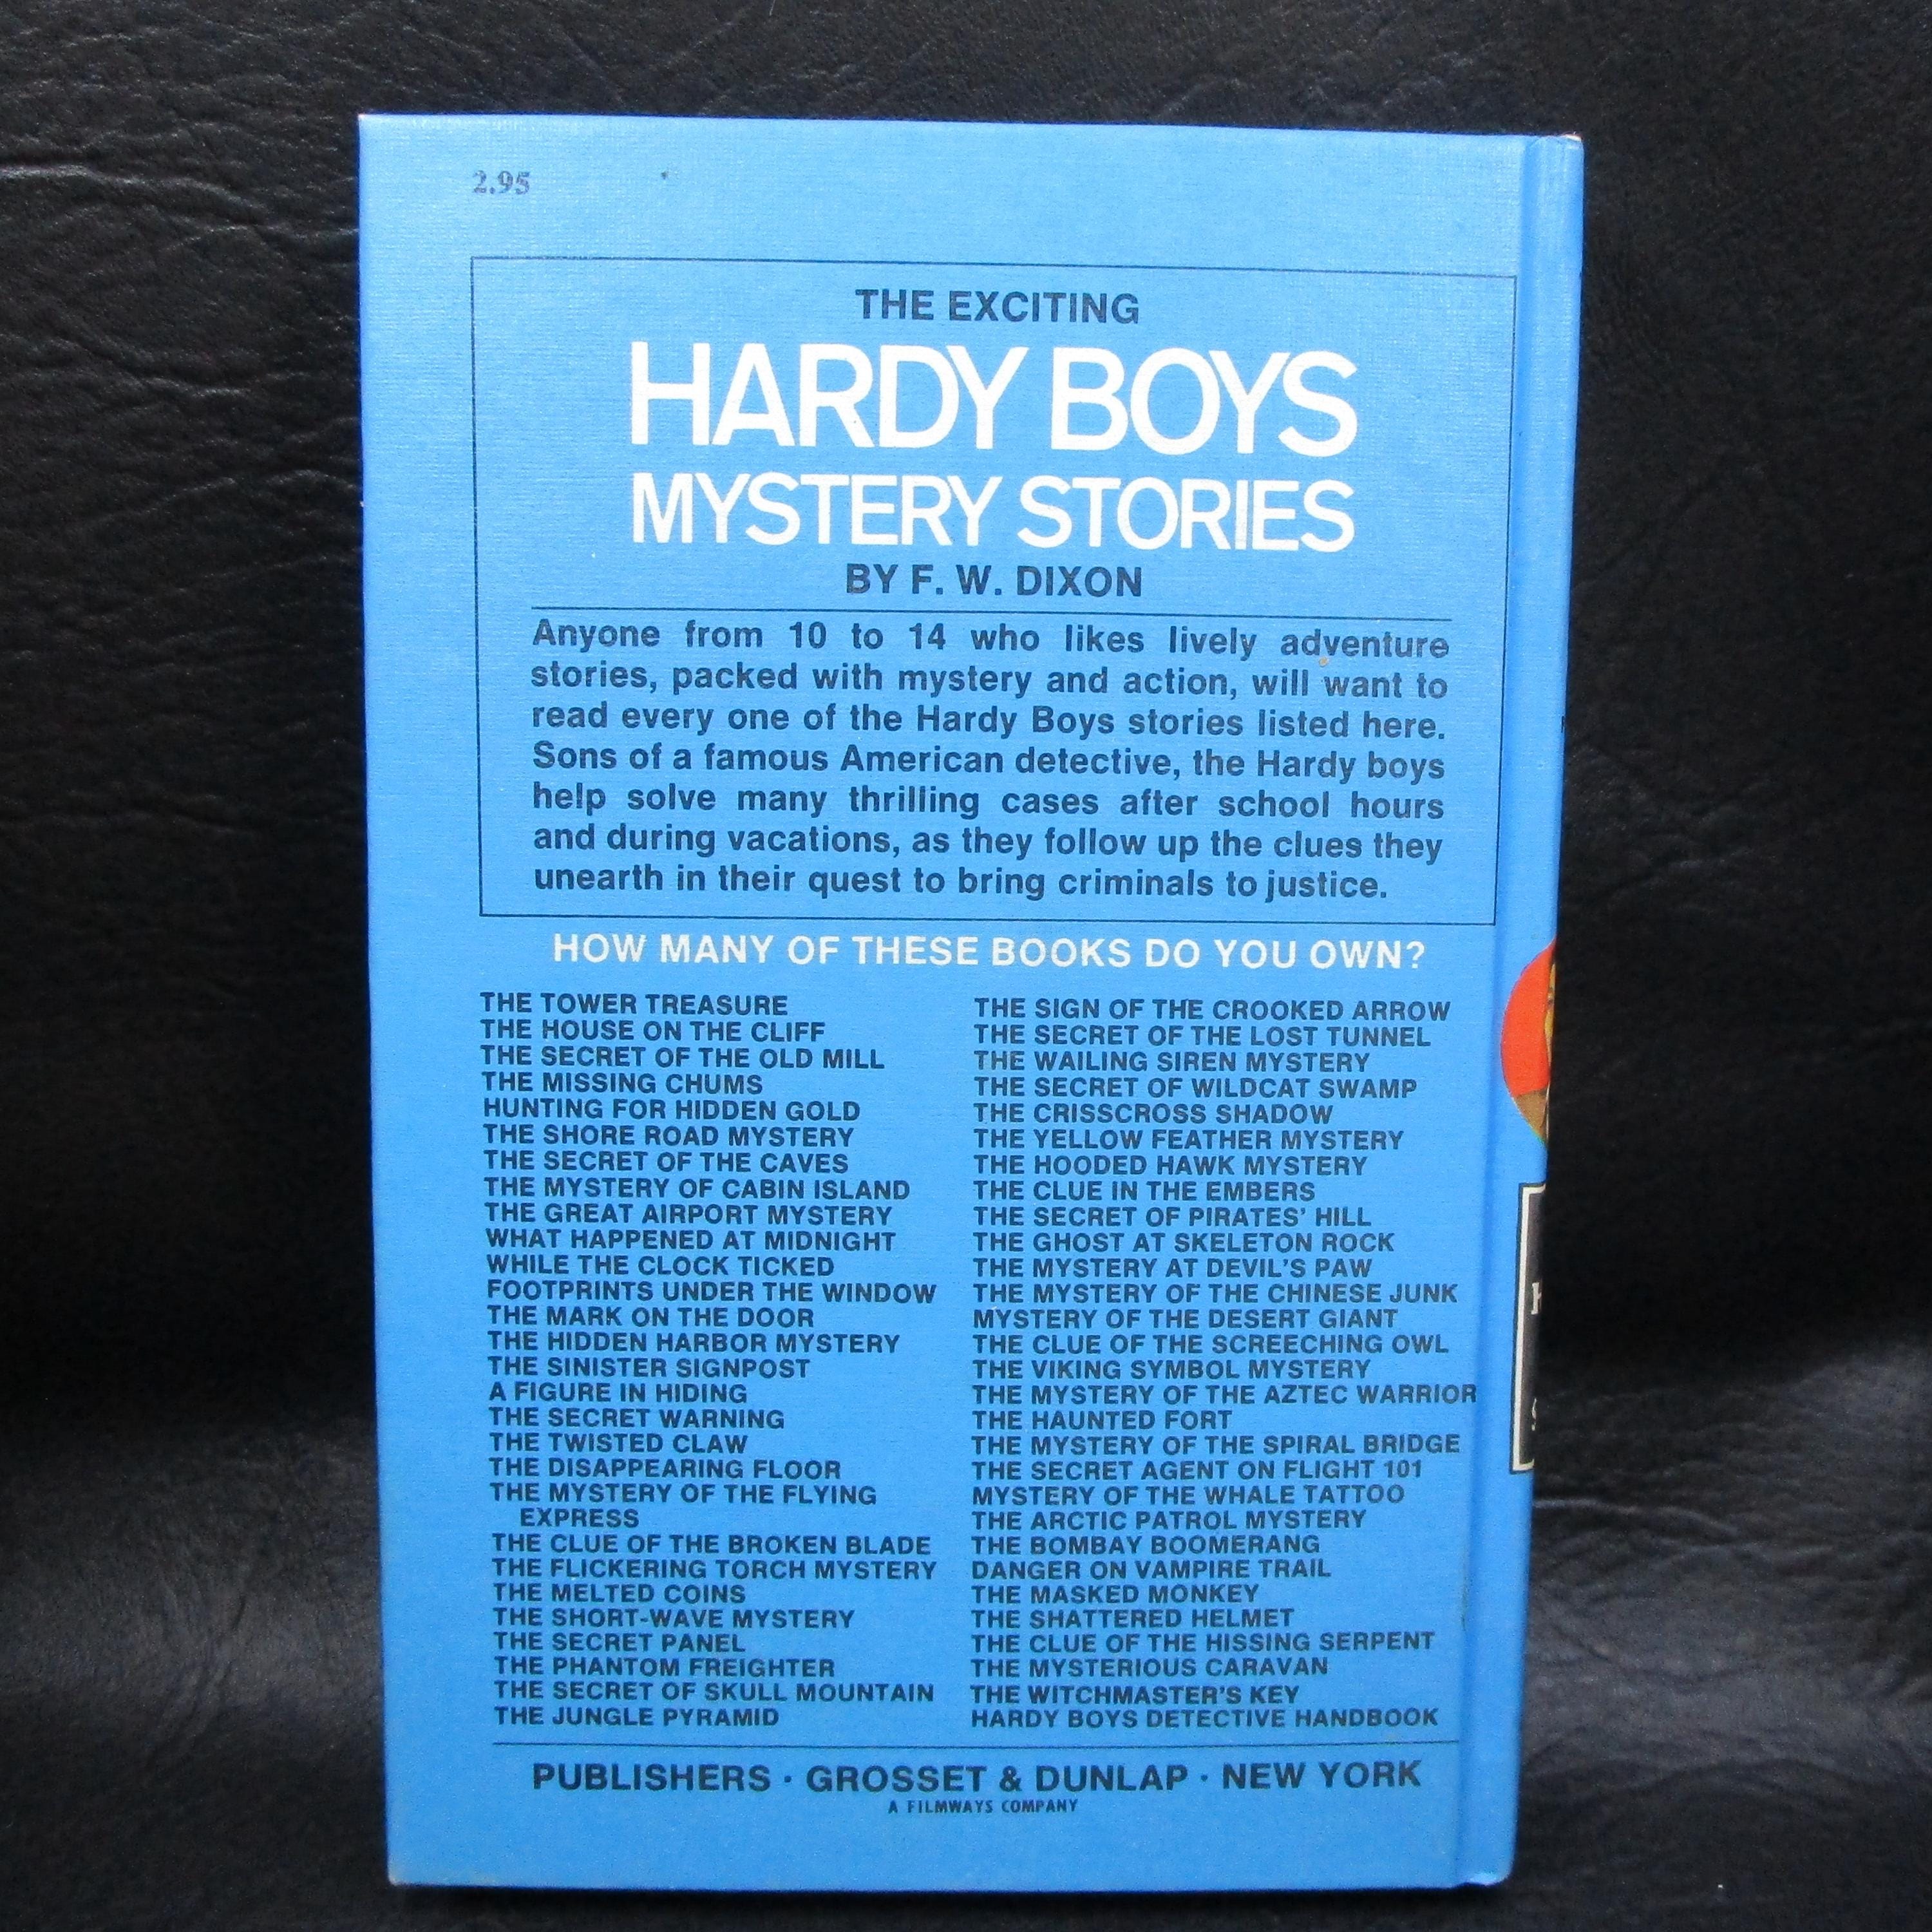 2.95
THE EXCITING
HARDY BOYS
MYSTERY STORIES
BY F. W. DIXON
Anyone from 10 to 14 who likes lively adventure
stories, packed with mystery and action, will want to
read every one of the Hardy Boys stories listed here.
Sons of a famous American detective, the Hardy boys
help solve many thrilling cases after school hours
and during vacations, as they follow up the clues they
unearth in their quest to bring criminals to justice.
HOW MANY OF THESE BOOKS DO YOU OWN?
THE TOWER TREASURE
THE HOUSE ON THE CLIFF
THE SECRET OF THE OLD MILL
THE MISSING CHUMS
HUNTING FOR HIDDEN GOLD
THE SHORE ROAD MYSTERY
THE SECRET OF THE CAVES
THE MYSTERY OF CABIN ISLAND
THE GREAT AIRPORT MYSTERY
WHAT HAPPENED AT MIDNIGHT
WHILE THE CLOCK TICKED
FOOTPRINTS UNDER THE WINDOW
THE MARK ON THE DOOR
THE HIDDEN HARBOR MYSTERY
THE SINISTER SIGNPOST
A FIGURE IN HIDING
THE SECRET WARNING
THE TWISTED CLAW
THE DISAPPEARING FLOOR
THE MYSTERY OF THE FLYING
EXPRESS
THE CLUE OF THE BROKEN BLADE
THE FLICKERING TORCH MYSTERY
THE MELTED COINS
THE SHORT-WAVE MYSTERY
THE SECRET PANEL
THE PHANTOM FREIGHTER
THE SECRET OF SKULL MOUNTAIN
THE JUNGLE PYRAMID
THE SIGN OF THE CROOKED ARROW
THE SECRET OF THE LOST TUNNEL
THE WAILING SIREN MYSTERY
THE SECRET OF WILDCAT SWAMP
THE CRISSCROSS SHADOW
THE YELLOW FEATHER MYSTERY
THE HOODED HAWK MYSTERY
THE CLUE IN THE EMBERS
THE SECRET OF PIRATES' HILL
THE GHOST AT SKELETON ROCK
THE MYSTERY AT DEVIL'S PAW
THE MYSTERY OF THE CHINESE JUNK
MYSTERY OF THE DESERT GIANT
THE CLUE OF THE SCREECHING OWL
THE VIKING SYMBOL MYSTERY
THE MYSTERY OF THE AZTEC WARRIOR
THE HAUNTED FORT
THE MYSTERY OF THE SPIRAL BRIDGE
THE SECRET AGENT ON FLIGHT 101
MYSTERY OF THE WHALE TATTOO
THE ARCTIC PATROL MYSTERY
THE BOMBAY BOOMERANG
DANGER ON VAMPIRE TRAIL
THE MASKED MONKEY
THE SHATTERED HELMET
THE CLUE OF THE HISSING SERPENT
THE MYSTERIOUS CARAVAN
THE WITCHMASTER'S KEY
HARDY BOYS DETECTIVE HANDBOOK
PUBLISHERS · GROSSET & DUNLAP · NEW YORK
A FILMWAYS COMPANY